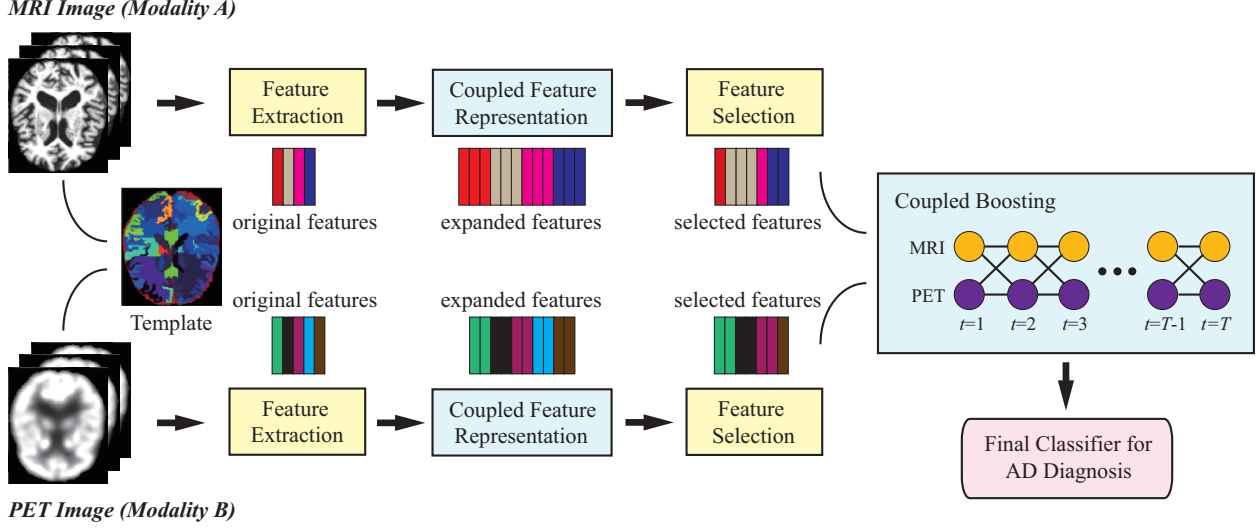 MRI Image (Modality A)
Feature
Extraction
Coupled Feature
Representation
Feature
Selection
original features
expanded features
selected features
Template
original features
expanded features
selected features
Feature
Extraction
Coupled Feature
Representation
Feature
Selection
PET Image (Modality B)
Coupled Boosting
MRI
PET
t=1 t=2 t=3 t=T-1 t=T
Final Classifier for
AD Diagnosis